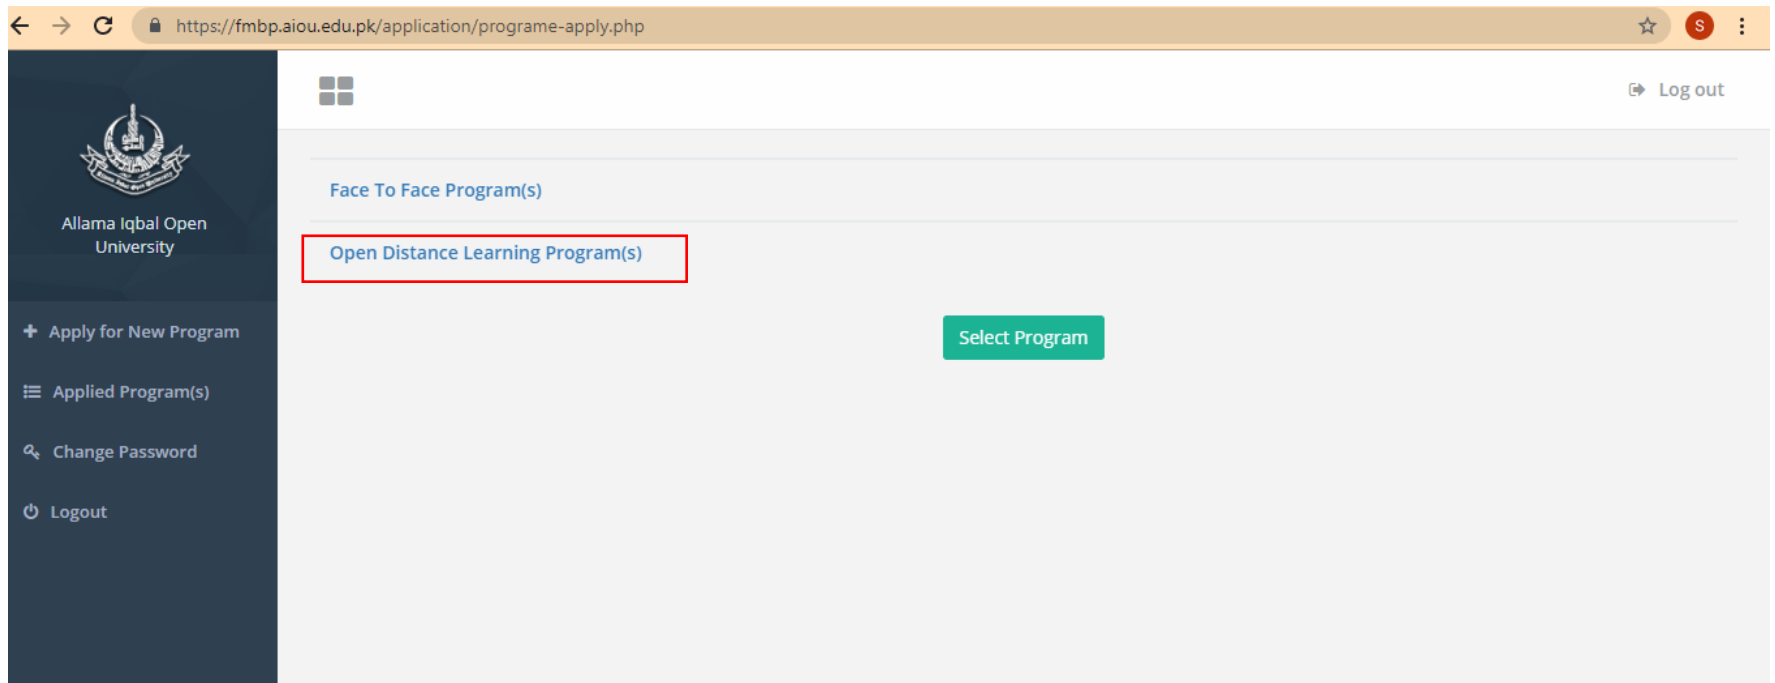 https://fmbp.aiou.edu.pk/application/programe-apply.php
S
Log out
Allama Iqbal Open
University
Face To Face Program(s)
Open Distance Learning Program(s)
Select Program
Apply for New Program
Applied Program(s)
Change Password
Logout